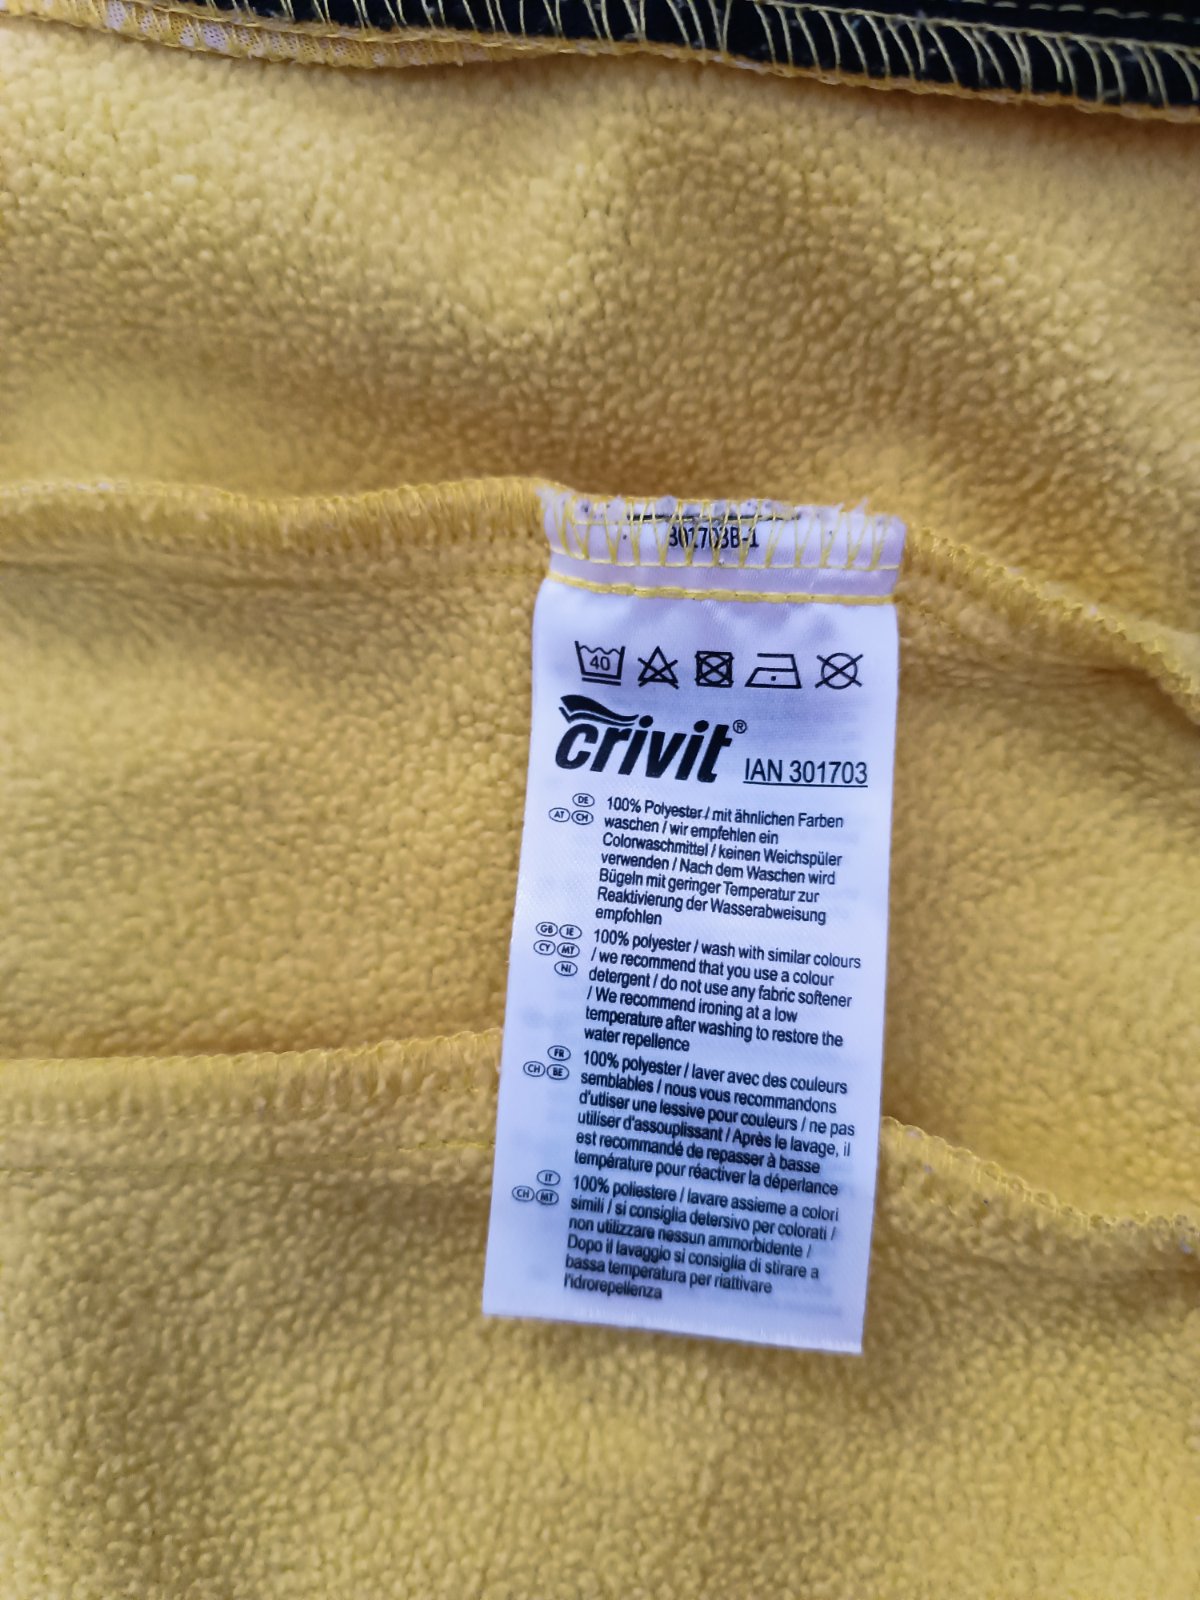 301703B-1
40
crivit®
IAN 301703
DE
AT CH
100% Polyester / mit ähnlichen Farben
waschen / wir empfehlen ein
Colorwaschmittel / keinen Weichspüler
verwenden / Nach dem Waschen wird
Bügeln mit geringer Temperatur zur
Reaktivierung der Wasserabweisung
empfohlen
GB IE
CY MT
NI
100% polyester / wash with similar colours
/ we recommend that you use a colour
detergent / do not use any fabric softener
/ We recommend ironing at a low
temperature after washing to restore the
water repellence
FR
CH BE
100% polyester / laver avec des couleurs
semblables / nous vous recommandons
d'utliser une lessive pour couleurs / ne pas
utiliser d'assouplissant / Après le lavage, il
est recommandé de repasser à basse
température pour réactiver la déperlance
IT
CH MT
100% poliestere / lavare assieme a colori
simili / si consiglia detersivo per colorati /
non utilizzare nessun ammorbidente /
Dopo il lavaggio si consiglia di stirare a
bassa temperatura per riattivare
l'idrorepellenza